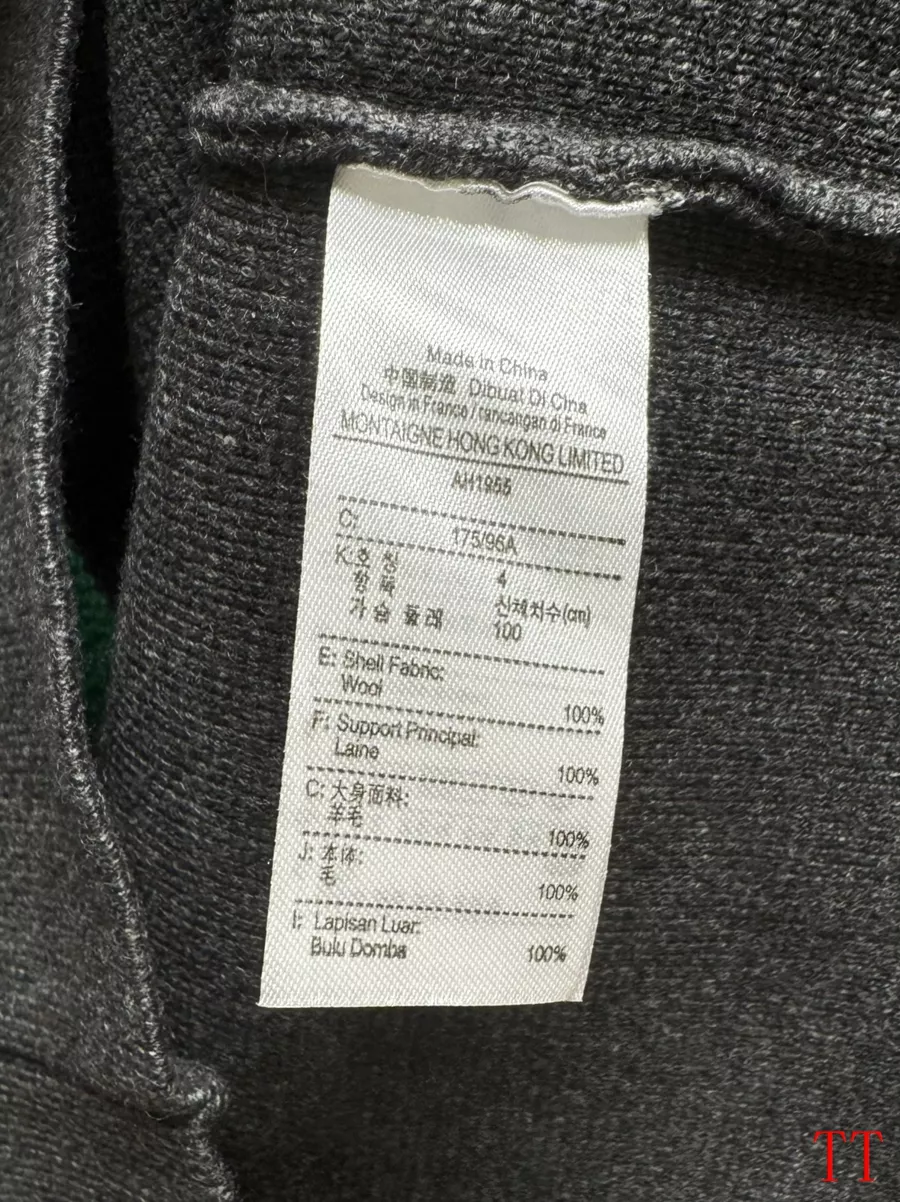 Made in China
中国制造 Dibuat Di Cina
Design in France / rancangan di France
MONTAIGNE HONG KONG LIMITED
AH1955
C:
175/96A
K: 호칭 4
항목 신체치수(cm)
가슴둘레 100
E: Shell Fabric:
Wool 100%
F: Support Principal:
Laine 100%
C: 大身面料:
羊毛 100%
J: 本体:
毛 100%
I: Lapisan Luar:
Bulu Domba 100%
TT